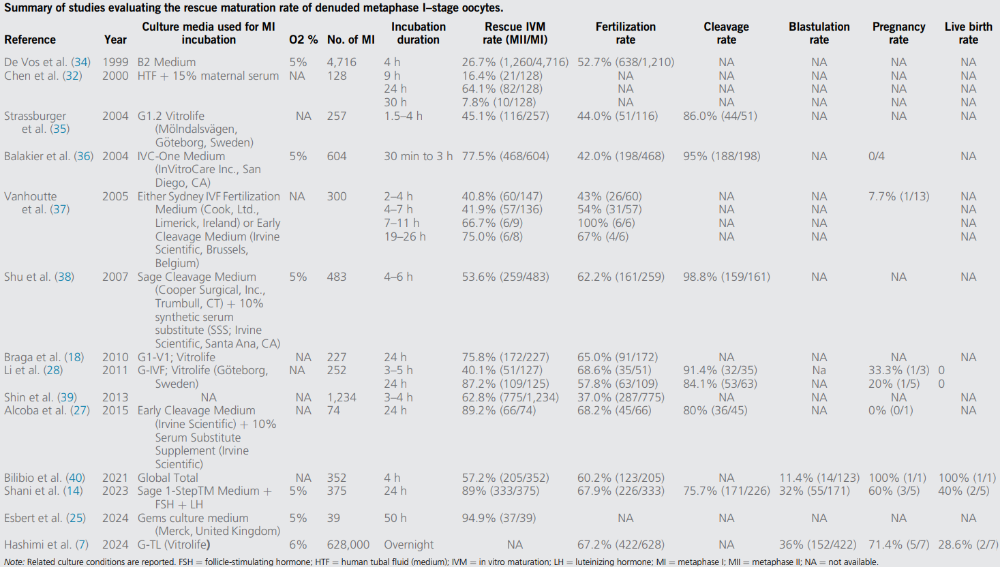 Summary of studies evaluating the rescue maturation rate of denuded metaphase I–stage oocytes.
Culture media used for MI Incubation Rescue IVM Fertilization Cleavage Blastulation Pregnancy Live birth
Reference Year incubation O2 % No. of MI duration rate (MII/MI) rate rate rate rate rate
De Vos et al. (34) 1999 B2 Medium 5% 4,716 4 h 26.7% (1,260/4,716) 52.7% (638/1,210) NA NA NA NA
Chen et al. (32) 2000 HTF + 15% maternal serum NA 128 9 h 16.4% (21/128) NA NA NA NA NA
24 h 64.1% (82/128) NA NA NA NA NA
30 h 7.8% (10/128) NA NA NA NA NA
Strassburger 2004 G1.2 Vitrolife NA 257 1.5–4 h 45.1% (116/257) 44.0% (51/116) 86.0% (44/51) NA NA NA
et al. (35) (Mölndalsvägen,
Göteborg, Sweden)
Balakier et al. (36) 2004 IVC-One Medium 5% 604 30 min to 3 h 77.5% (468/604) 42.0% (198/468) 95% (188/198) NA 0/4 NA
(InVitroCare Inc., San
Diego, CA)
Vanhoutte 2005 Either Sydney IVF Fertilization NA 300 2–4 h 40.8% (60/147) 43% (26/60) NA NA 7.7% (1/13) NA
et al. (37) Medium (Cook, Ltd., 4–7 h 41.9% (57/136) 54% (31/57) NA NA NA
Limerick, Ireland) or Early 7–11 h 66.7% (6/9) 100% (6/6) NA NA NA
Cleavage Medium (Irvine 19–26 h 75.0% (6/8) 67% (4/6) NA NA NA
Scientific, Brussels,
Belgium)
Shu et al. (38) 2007 Sage Cleavage Medium 5% 483 4–6 h 53.6% (259/483) 62.2% (161/259) 98.8% (159/161) NA NA NA
(Cooper Surgical, Inc.,
Trumbull, CT) + 10%
synthetic serum
substitute (SSS; Irvine
Scientific, Santa Ana, CA)
Braga et al. (18) 2010 G1-V1; Vitrolife NA 227 24 h 75.8% (172/227) 65.0% (91/172) NA NA NA NA
Li et al. (28) 2011 G-IVF; Vitrolife (Göteborg, NA 252 3–5 h 40.1% (51/127) 68.6% (35/51) 91.4% (32/35) Na 33.3% (1/3) 0
Sweden) 24 h 87.2% (109/125) 57.8% (63/109) 84.1% (53/63) NA 20% (1/5) 0
Shin et al. (39) 2013 NA NA 1,234 3–4 h 62.8% (775/1,234) 37.0% (287/775) NA NA NA NA
Alcoba et al. (27) 2015 Early Cleavage Medium NA 74 24 h 89.2% (66/74) 68.2% (45/66) 80% (36/45) NA 0% (0/1) NA
(Irvine Scientific) + 10%
Serum Substitute
Supplement (Irvine
Scientific)
Bilibio et al. (40) 2021 Global Total NA 352 4 h 57.2% (205/352) 60.2% (123/205) NA 11.4% (14/123) 100% (1/1) 100% (1/1)
Shani et al. (14) 2023 Sage 1-StepTM Medium + 5% 375 24 h 89% (333/375) 67.9% (226/333) 75.7% (171/226) 32% (55/171) 60% (3/5) 40% (2/5)
FSH + LH
Esbert et al. (25) 2024 Gems culture medium 5% 39 50 h 94.9% (37/39) NA NA NA NA NA
(Merck, United Kingdom)
Hashimi et al. (7) 2024 G-TL (Vitrolife) 6% 628,000 Overnight NA 67.2% (422/628) NA 36% (152/422) 71.4% (5/7) 28.6% (2/7)
Note: Related culture conditions are reported. FSH = follicle-stimulating hormone; HTF = human tubal fluid (medium); IVM = in vitro maturation; LH = luteinizing hormone; MI = metaphase I; MII = metaphase II; NA = not available.